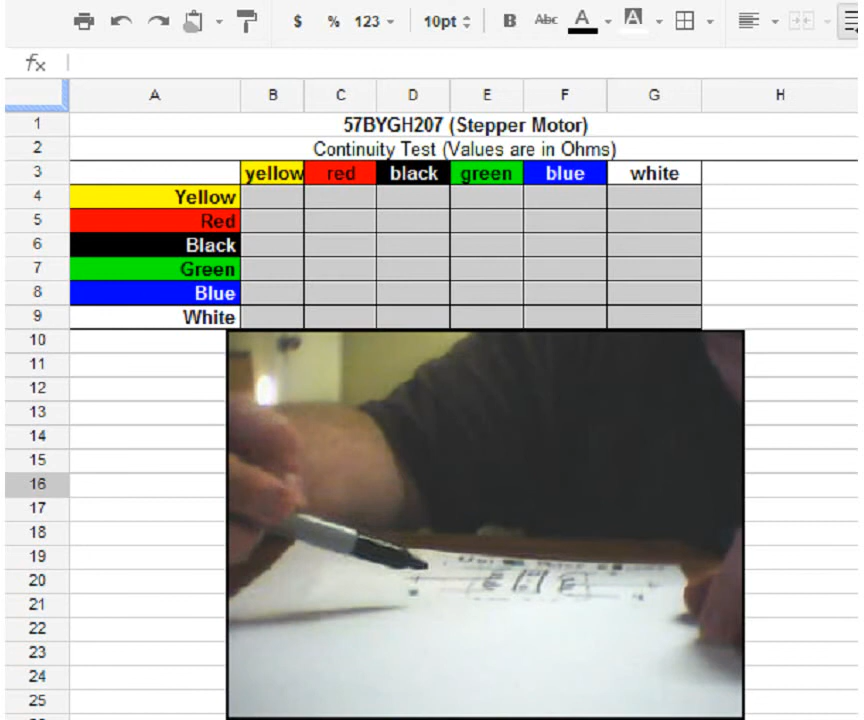 $ % 123 10pt B Abc A A
fx
A B C D E F G H
1 57BYGH207 (Stepper Motor)
2 Continuity Test (Values are in Ohms)
3 yellow red black green blue white
4 Yellow
5 Red
6 Black
7 Green
8 Blue
9 White
10
11
12
13
14
15
16
17
18
19
20
21
22
23
24
25